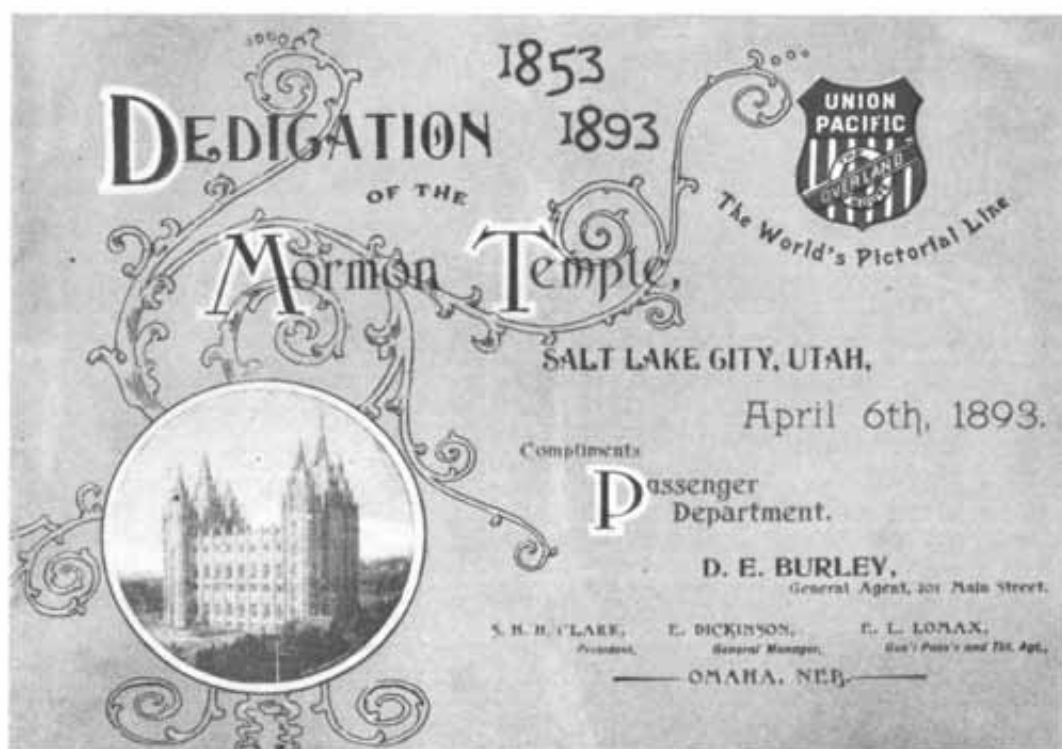 1853
1893
DEDICATION
OF THE
MORMON TEMPLE,
SALT LAKE CITY, UTAH,
April 6th, 1893.
UNION
PACIFIC
OVERLAND
The World's Pictorial Line
Compliments
Passenger
Department.
D. E. BURLEY,
General Agent, 201 Main Street.
S. H. H. CLARK, E. DICKINSON, E. L. LOMAX,
President, General Manager, Gen'l Pass'r and Tkt. Agt.,
OMAHA, NEB.